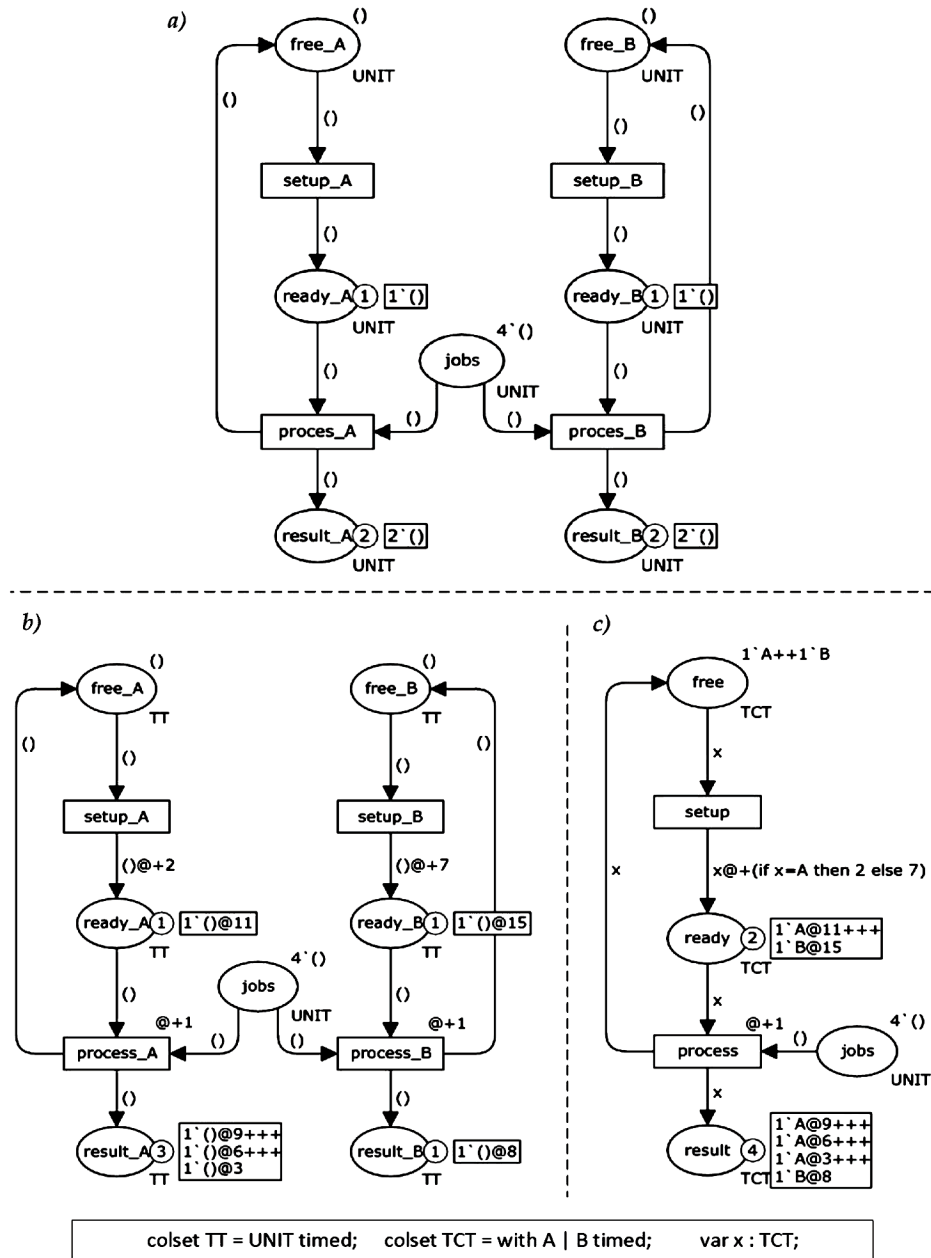 a)
()
()
free_A
free_B
UNIT
UNIT
()
()
()
()
setup_A
setup_B
()
()
ready_A 1 1`()
ready_B 1 1`()
UNIT
UNIT
4`()
jobs
UNIT
()
()
()
()
proces_A
proces_B
()
()
result_A 2 2`()
result_B 2 2`()
UNIT
UNIT
b)
()
()
free_A
free_B
TT
TT
()
()
()
()
setup_A
setup_B
()@+2
()@+7
ready_A 1 1`()@11
ready_B 1 1`()@15
TT
TT
4`()
jobs
UNIT
()
()
@+1
@+1
()
()
process_A
process_B
()
()
result_A 3
1`()@9+++
1`()@6+++
1`()@3
result_B 1 1`()@8
TT
TT
c)
1`A++1`B
free
TCT
x
setup
x
x@+(if x=A then 2 else 7)
ready 2
1`A@11+++
1`B@15
TCT
x
@+1
4`()
process
()
jobs
UNIT
x
result 4
1`A@9+++
1`A@6+++
1`A@3+++
1`B@8
TCT
colset TT = UNIT timed; colset TCT = with A | B timed; var x : TCT;